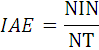 IAE = NIN / NT